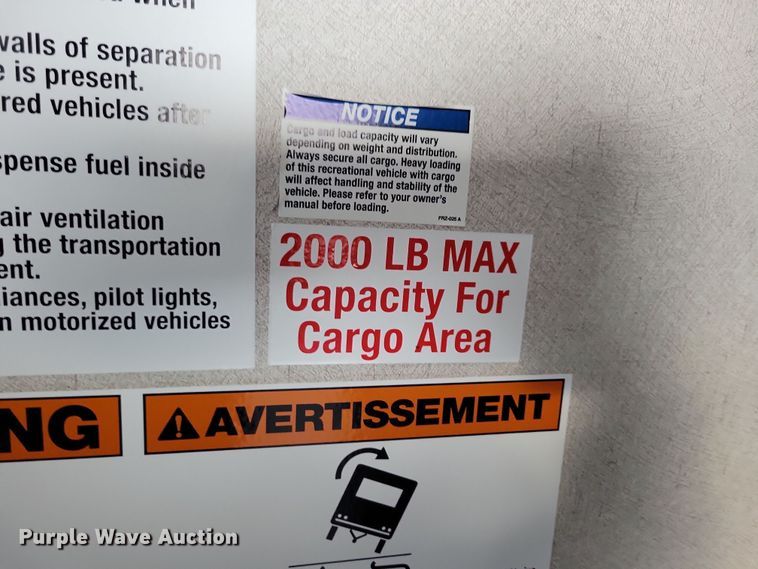 when
walls of separation
is present.
red vehicles after
spense fuel inside
air ventilation
the transportation
ent.
iances, pilot lights,
n motorized vehicles
NOTICE
Cargo and load capacity will vary
depending on weight and distribution.
Always secure all cargo. Heavy loading
of this recreational vehicle with cargo
will affect handling and stability of the
vehicle. Please refer to your owner's
manual before loading.
FRZ-025 A
2000 LB MAX
Capacity For
Cargo Area
NG
AVERTISSEMENT
Purple Wave Auction